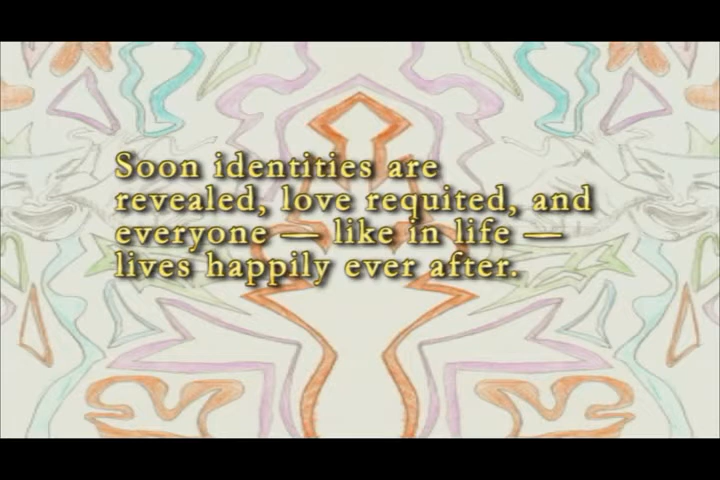 Soon identities are
revealed, love requited, and
everyone — like in life —
lives happily ever after.